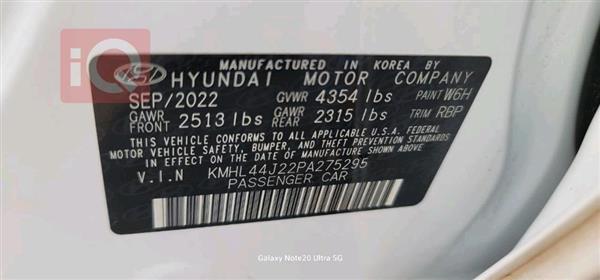 iQ
MANUFACTURED IN KOREA BY
HYUNDAI MOTOR COMPANY
SEP/2022 GVWR 4354 lbs PAINT W6H
GAWR FRONT 2513 lbs GAWR REAR 2315 lbs TRIM RBP
THIS VEHICLE CONFORMS TO ALL APPLICABLE U.S.A. FEDERAL
MOTOR VEHICLE SAFETY, BUMPER, AND THEFT PREVENTION
STANDARDS IN EFFECT ON THE DATE OF MANUFACTURE SHOWN ABOVE.
V.I.N KMHL44J22PA275295
PASSENGER CAR
Galaxy Note20 Ultra 5G